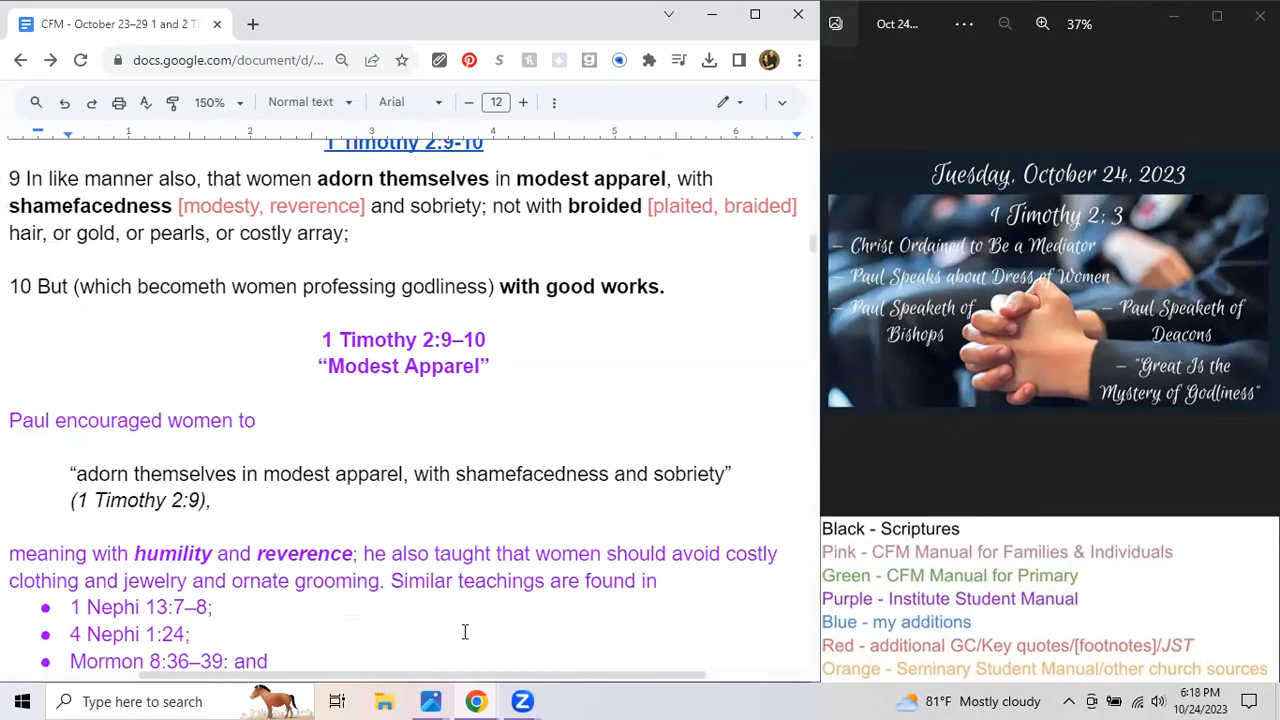 CFM - October 23–29 1 and 2 Ti
docs.google.com/document/d/...
150%
Normal text
Arial
12
1 2 3 4 5 6
1 Timothy 2:9-10
9 In like manner also, that women adorn themselves in modest apparel, with
shamefacedness [modesty, reverence] and sobriety; not with broided [plaited, braided]
hair, or gold, or pearls, or costly array;
10 But (which becometh women professing godliness) with good works.
1 Timothy 2:9–10
“Modest Apparel”
Paul encouraged women to
“adorn themselves in modest apparel, with shamefacedness and sobriety”
(1 Timothy 2:9),
meaning with humility and reverence; he also taught that women should avoid costly
clothing and jewelry and ornate grooming. Similar teachings are found in
● 1 Nephi 13:7–8;
● 4 Nephi 1:24;
● Mormon 8:36–39: and
Oct 24...
37%
Tuesday, October 24, 2023
1 Timothy 2; 3
– Christ Ordained to Be a Mediator
– Paul Speaks about Dress of Women
– Paul Speaketh of
Bishops
– Paul Speaketh of
Deacons
– "Great Is the
Mystery of Godliness"
Black - Scriptures
Pink - CFM Manual for Families & Individuals
Green - CFM Manual for Primary
Purple - Institute Student Manual
Blue - my additions
Red - additional GC/Key quotes/[footnotes]/JST
Orange - Seminary Student Manual/other church sources
Type here to search
81°F Mostly cloudy
6:18 PM
10/24/2023